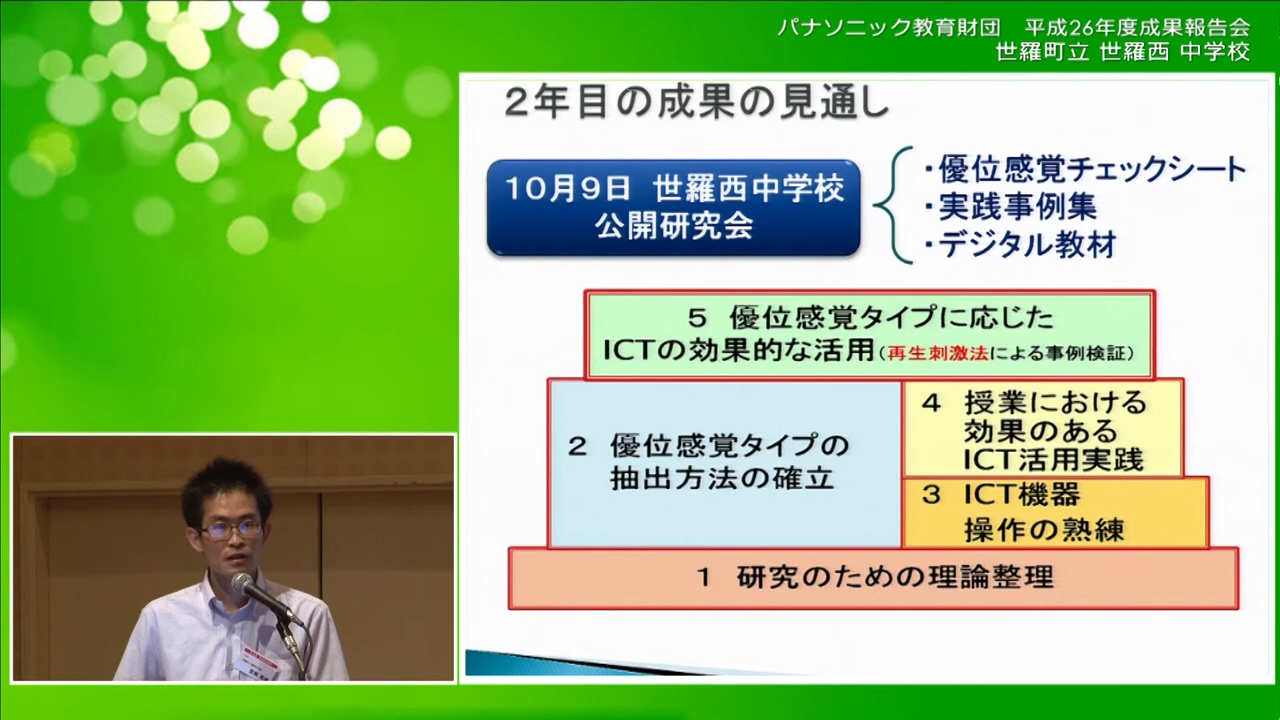 パナソニック教育財団　平成26年度成果報告会
世羅町立 世羅西 中学校
２年目の成果の見通し
１０月９日　世羅西中学校
公開研究会
・優位感覚チェックシート
・実践事例集
・デジタル教材
５　優位感覚タイプに応じた
ICTの効果的な活用（再生刺激法による事例検証）
２　優位感覚タイプの
抽出方法の確立
４　授業における
効果のある
ICT活用実践
３　ICT機器
操作の熟練
１　研究のための理論整理